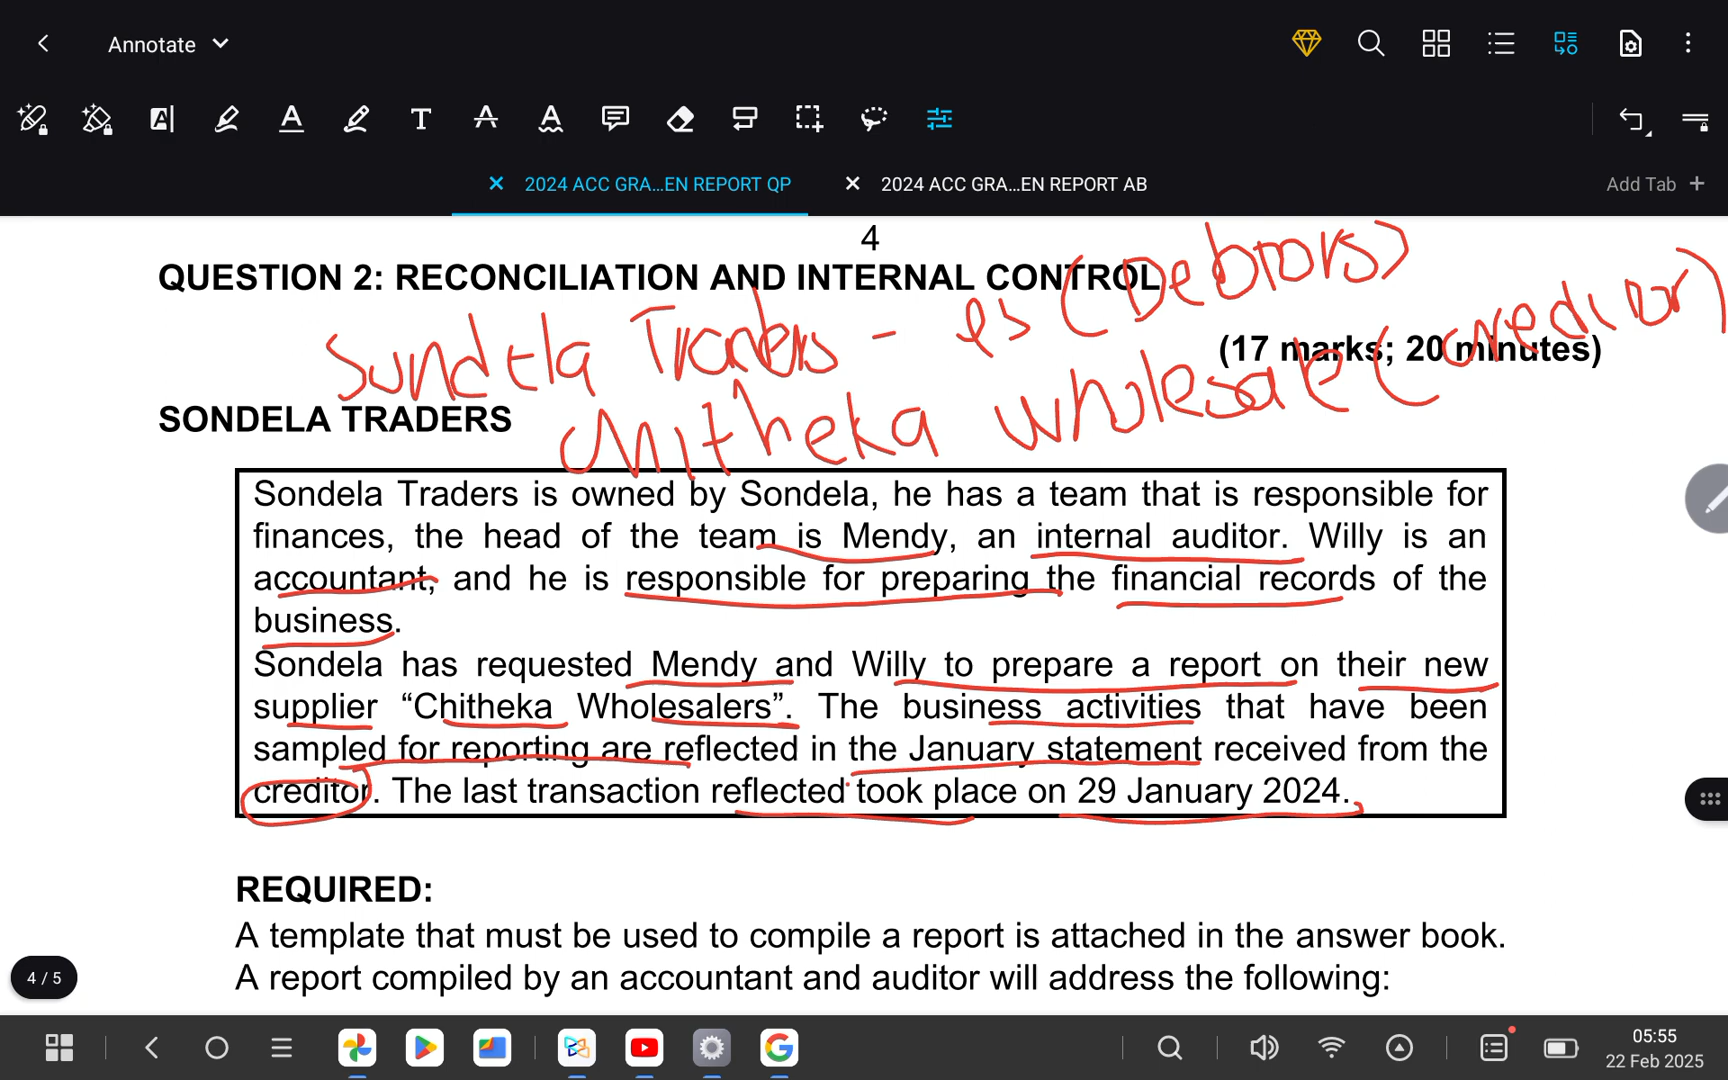 Annotate
T
2024 ACC GRA...EN REPORT QP
2024 ACC GRA...EN REPORT AB
Add Tab +
4
QUESTION 2: RECONCILIATION AND INTERNAL CONTROL
(17 marks; 20 minutes)
Sundela Traders - es (Debtors)
Chitheka wholesale (creditor)
SONDELA TRADERS
Sondela Traders is owned by Sondela, he has a team that is responsible for
finances, the head of the team is Mendy, an internal auditor. Willy is an
accountant, and he is responsible for preparing the financial records of the
business.
Sondela has requested Mendy and Willy to prepare a report on their new
supplier “Chitheka Wholesalers”. The business activities that have been
sampled for reporting are reflected in the January statement received from the
creditor. The last transaction reflected took place on 29 January 2024.
REQUIRED:
A template that must be used to compile a report is attached in the answer book.
A report compiled by an accountant and auditor will address the following:
4 / 5
05:55
22 Feb 2025